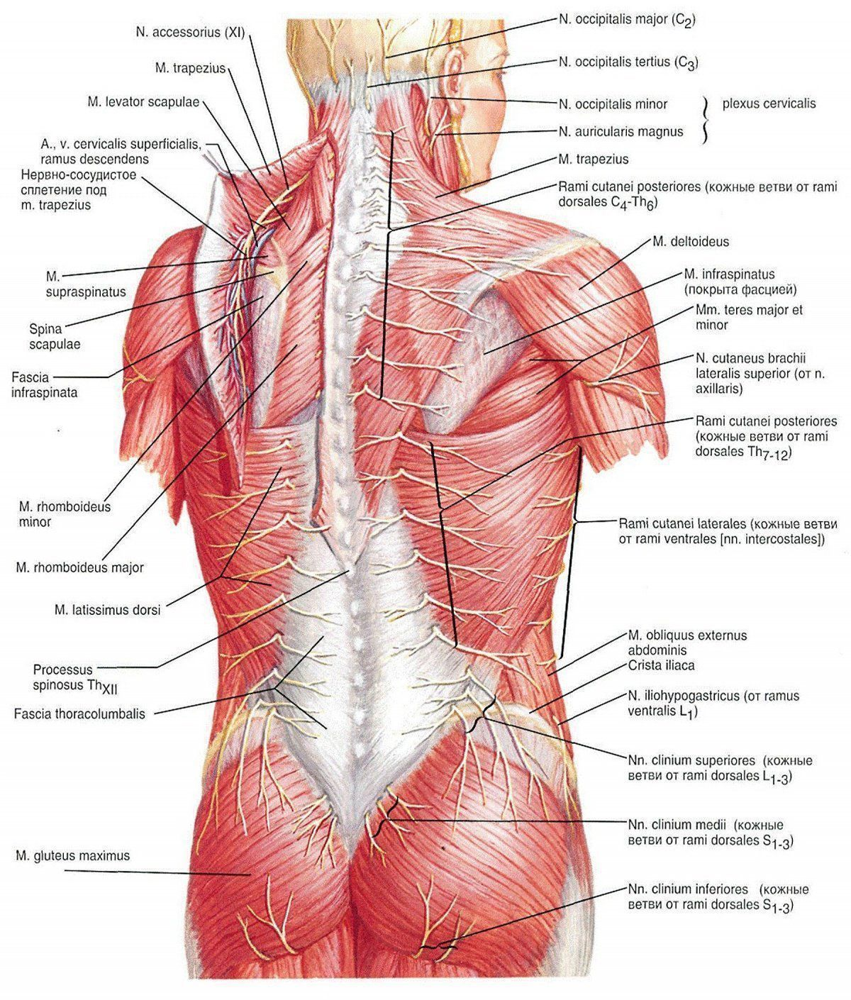 N. accessorius (XI)
M. trapezius
M. levator scapulae
A., v. cervicalis superficialis,
ramus descendens
Нервно-сосудистое
сплетение под
m. trapezius
M.
supraspinatus
Spina
scapulae
Fascia
infraspinata
M. rhomboideus
minor
M. rhomboideus major
M. latissimus dorsi
Processus
spinosus ThXII
Fascia thoracolumbalis
M. gluteus maximus
N. occipitalis major (C2)
N. occipitalis tertius (C3)
N. occipitalis minor
N. auricularis magnus
plexus cervicalis
M. trapezius
Rami cutanei posteriores (кожные ветви от rami
dorsales C4-Th6)
M. deltoideus
M. infraspinatus
(покрыта фасцией)
Mm. teres major et
minor
N. cutaneus brachii
lateralis superior (от n.
axillaris)
Rami cutanei posteriores
(кожные ветви от rami
dorsales Th7-12)
Rami cutanei laterales (кожные ветви
от rami ventrales [nn. intercostales])
M. obliquus externus
abdominis
Crista iliaca
N. iliohypogastricus (от ramus
ventralis L1)
Nn. clinium superiores (кожные
ветви от rami dorsales L1-3)
Nn. clinium medii (кожные
ветви от rami dorsales S1-3)
Nn. clinium inferiores (кожные
ветви от rami dorsales S1-3)